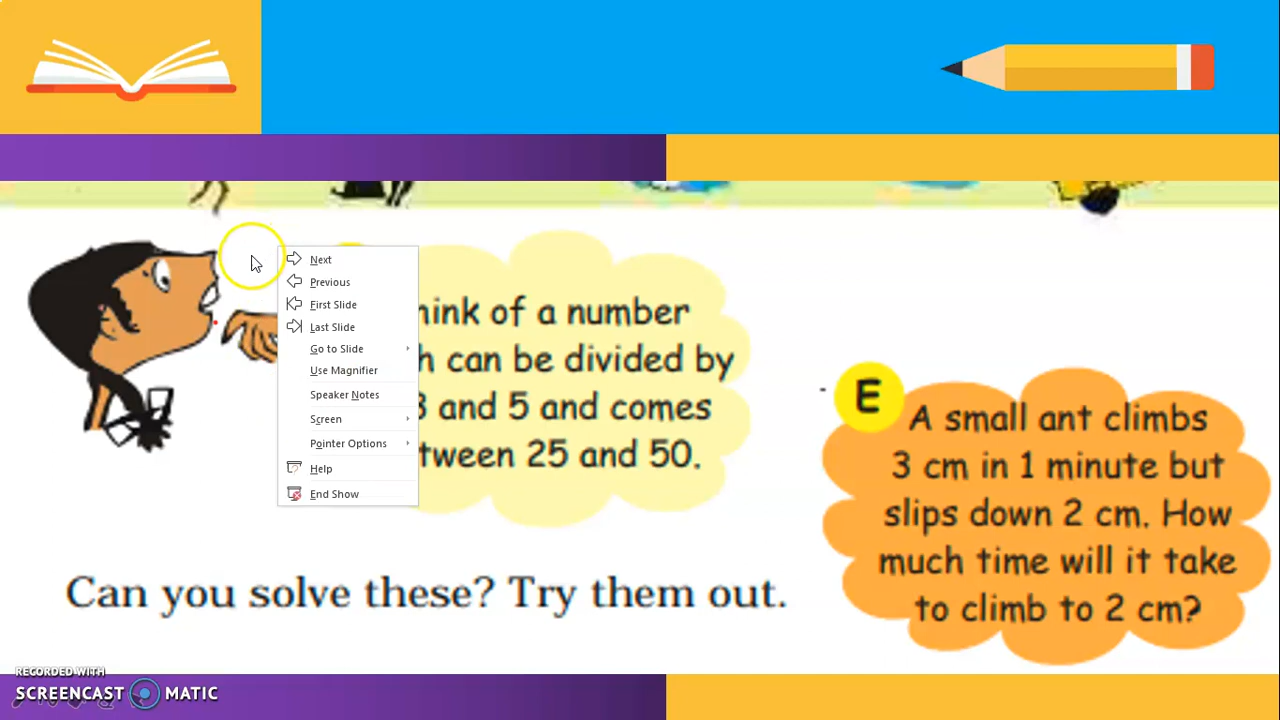 Next
Previous
First Slide
Last Slide
Go to Slide
Use Magnifier
Speaker Notes
Screen
Pointer Options
Help
End Show
hink of a number
h can be divided by
3 and 5 and comes
tween 25 and 50.
E
A small ant climbs
3 cm in 1 minute but
slips down 2 cm. How
much time will it take
to climb to 2 cm?
Can you solve these? Try them out.
RECORDED WITH
SCREENCAST MATIC